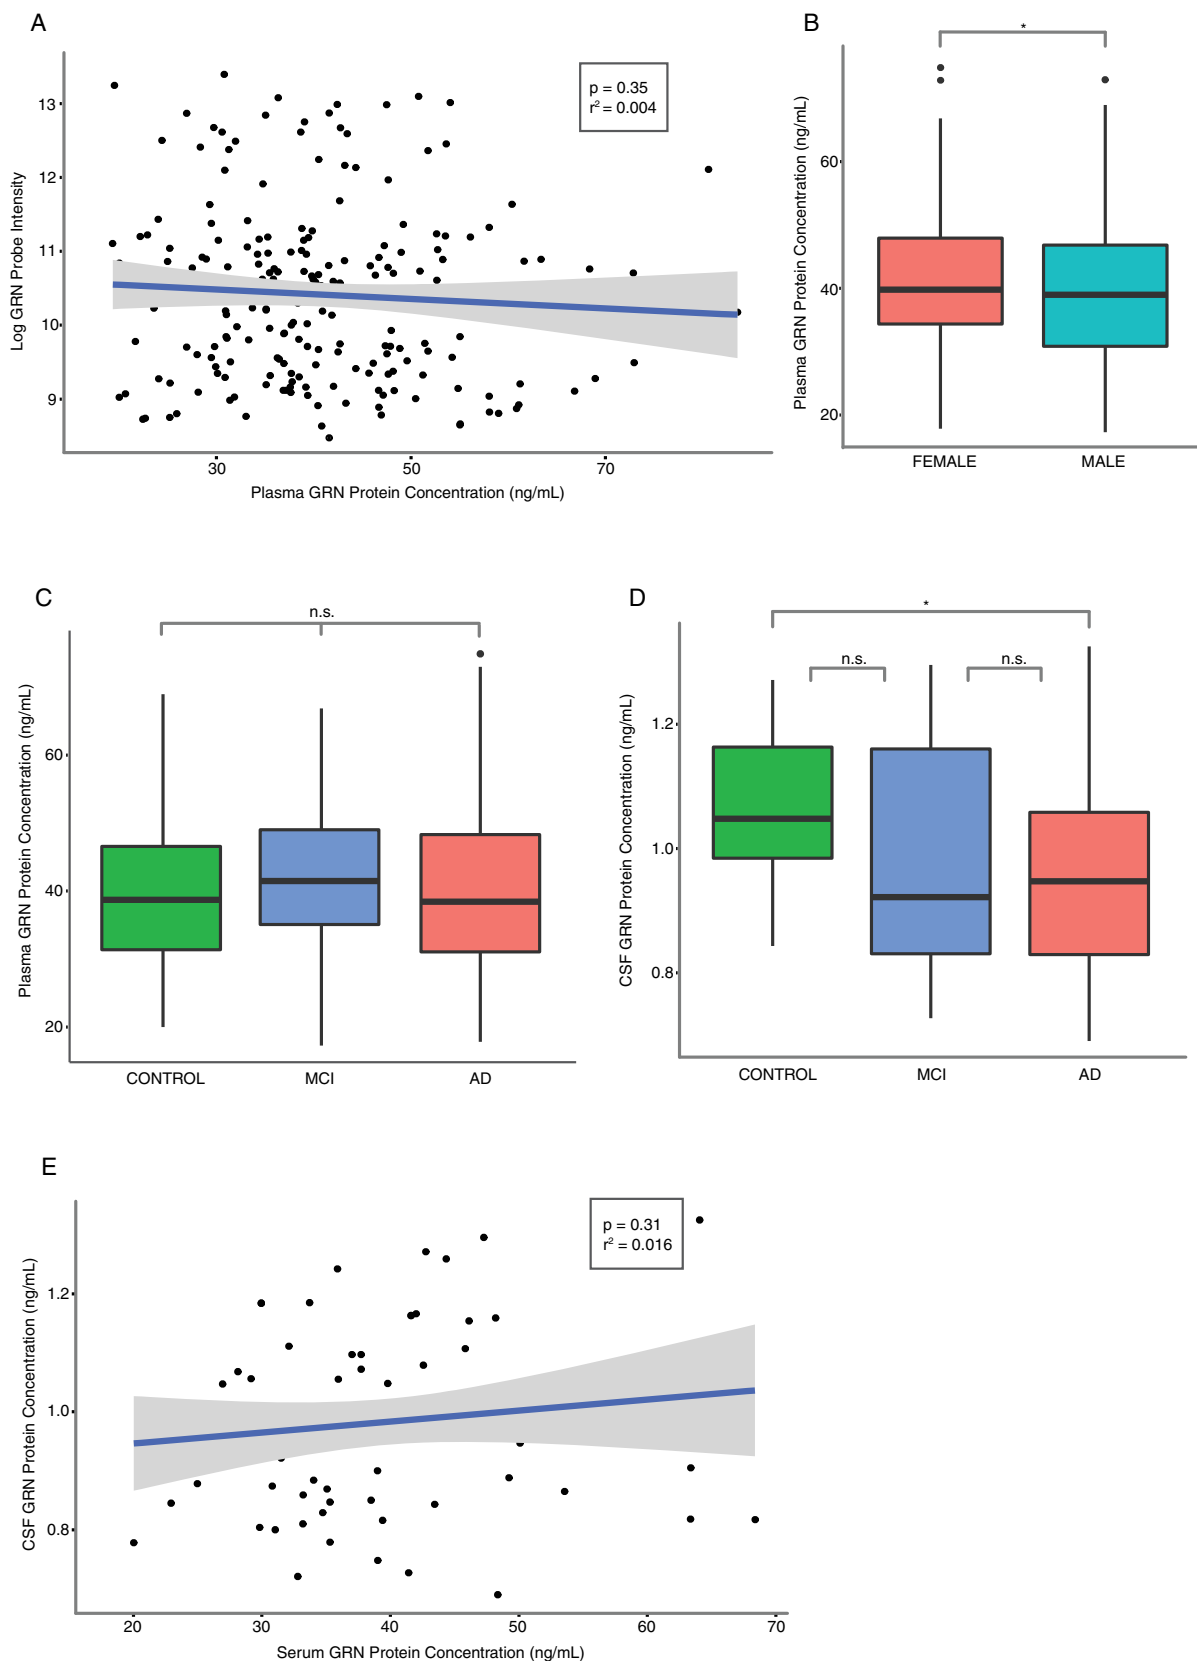 A
Log GRN Probe Intensity
13
12
11
10
9
p = 0.35
r² = 0.004
30
50
70
Plasma GRN Protein Concentration (ng/mL)
B
*
Plasma GRN Protein Concentration (ng/mL)
60
40
20
FEMALE
MALE
C
n.s.
Plasma GRN Protein Concentration (ng/mL)
60
40
20
CONTROL
MCI
AD
D
*
n.s.
n.s.
CSF GRN Protein Concentration (ng/mL)
1.2
1.0
0.8
CONTROL
MCI
AD
E
CSF GRN Protein Concentration (ng/mL)
1.2
1.0
0.8
p = 0.31
r² = 0.016
20
30
40
50
60
70
Serum GRN Protein Concentration (ng/mL)